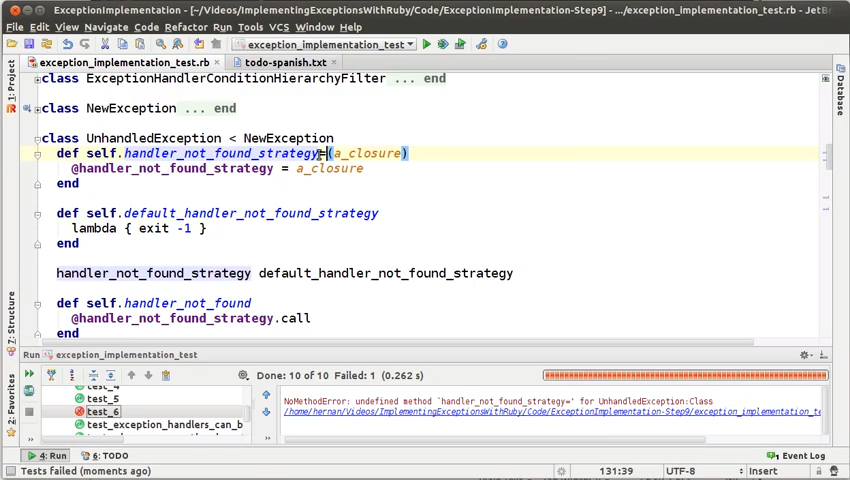 ExceptionImplementation - [~/Videos/ImplementingExceptionsWithRuby/Code/ExceptionImplementation-Step9] - .../exception_implementation_test.rb - JetBr
File Edit View Navigate Code Refactor Run Tools VCS Window Help
exception_implementation_test
exception_implementation_test.rb × todo-spanish.txt ×
1: Project
Database
7: Structure
2: Favorites
class ExceptionHandlerConditionHierarchyFilter ... end
class NewException ... end
class UnhandledException < NewException
def self.handler_not_found_strategy=(a_closure)
@handler_not_found_strategy = a_closure
end
def self.default_handler_not_found_strategy
lambda { exit -1 }
end
handler_not_found_strategy default_handler_not_found_strategy
def self.handler_not_found
@handler_not_found_strategy.call
end
Run exception_implementation_test
Done: 10 of 10 Failed: 1 (0.262 s)
test_4
test_5
test_6
test_exception_handlers_can_b
NoMethodError: undefined method `handler_not_found_strategy=' for UnhandledException:Class
/home/hernan/Videos/ImplementingExceptionsWithRuby/Code/ExceptionImplementation-Step9/exception_implementation_te
4: Run 6: TODO Event Log
Tests failed (moments ago) 131:39 UTF-8 Insert